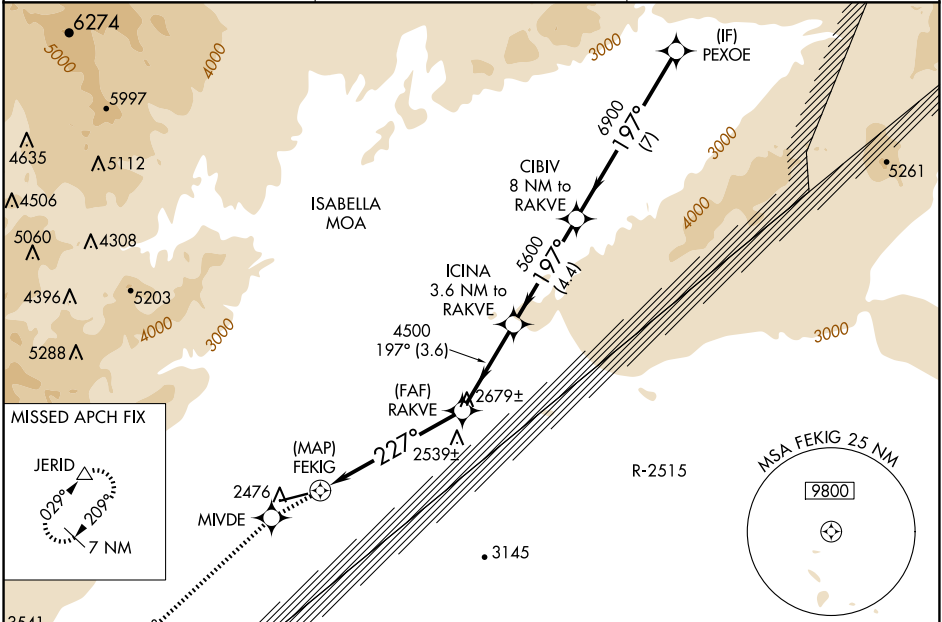 6274
5000
4000
5997
4635
5112
4506
5060
4308
4396
5203
4000
3000
5288
ISABELLA
MOA
3000
(IF)
PEXOE
6900
197°
(7)
3000
CIBIV
8 NM to
RAKVE
4000
5261
5600
197°
(4.4)
ICINA
3.6 NM to
RAKVE
3000
4500
197° (3.6)
(FAF)
RAKVE
2679±
2539±
227°
(MAP)
FEKIG
2476
MIVDE
R-2515
3145
MISSED APCH FIX
JERID
029°
209°
7 NM
MSA FEKIG 25 NM
9800
3541